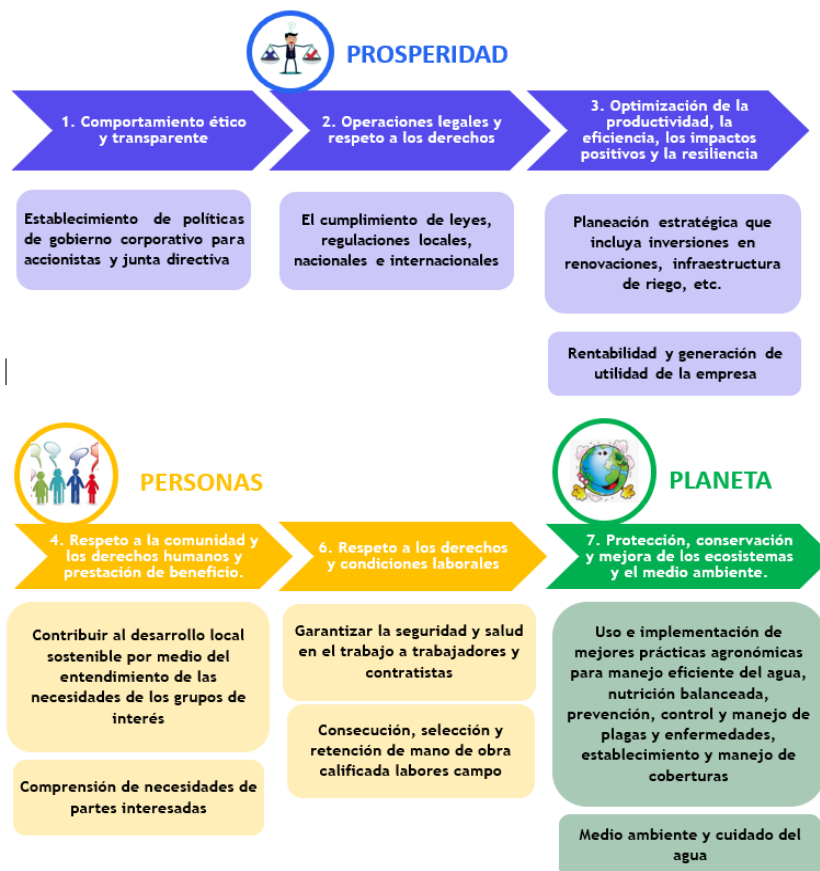 PROSPERIDAD
1. Comportamiento ético
y transparente
2. Operaciones legales y
respeto a los derechos
3. Optimización de la
productividad, la
eficiencia, los impactos
positivos y la resiliencia
Establecimiento de políticas
de gobierno corporativo para
accionistas y junta directiva
El cumplimiento de leyes,
regulaciones locales,
nacionales e internacionales
Planeación estratégica que
incluya inversiones en
renovaciones, infraestructura
de riego, etc.
Rentabilidad y generación de
utilidad de la empresa
PERSONAS
PLANETA
4. Respeto a la comunidad y
los derechos humanos y
prestación de beneficio.
6. Respeto a los derechos
y condiciones laborales
7. Protección, conservación
y mejora de los ecosistemas
y el medio ambiente.
Contribuir al desarrollo local
sostenible por medio del
entendimiento de las
necesidades de los grupos de
interés
Comprensión de necesidades de
partes interesadas
Garantizar la seguridad y salud
en el trabajo a trabajadores y
contratistas
Consecución, selección y
retención de mano de obra
calificada labores campo
Uso e implementación de
mejores prácticas agronómicas
para manejo eficiente del agua,
nutrición balanceada,
prevención, control y manejo de
plagas y enfermedades,
establecimiento y manejo de
coberturas
Medio ambiente y cuidado del
agua